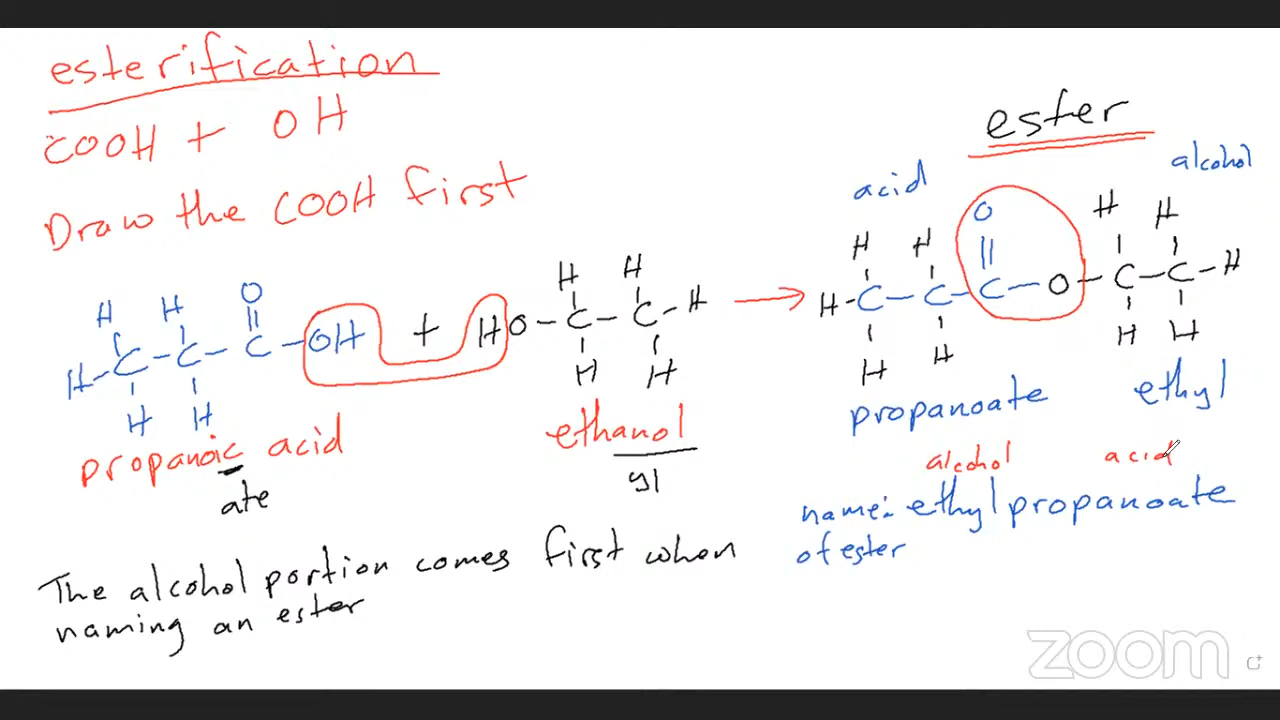 esterification
COOH + OH
Draw the COOH first
ester
acid
alcohol
H H O
H-C-C-C-OH + HO-C-C-H → H-C-C-C-O-C-C-H
H H
propanoic acid
ate
ethanol
yl
propanoate
ethyl
alcohol
acid
name: ethyl propanoate
of ester
The alcohol portion comes first when
naming an ester
zoom